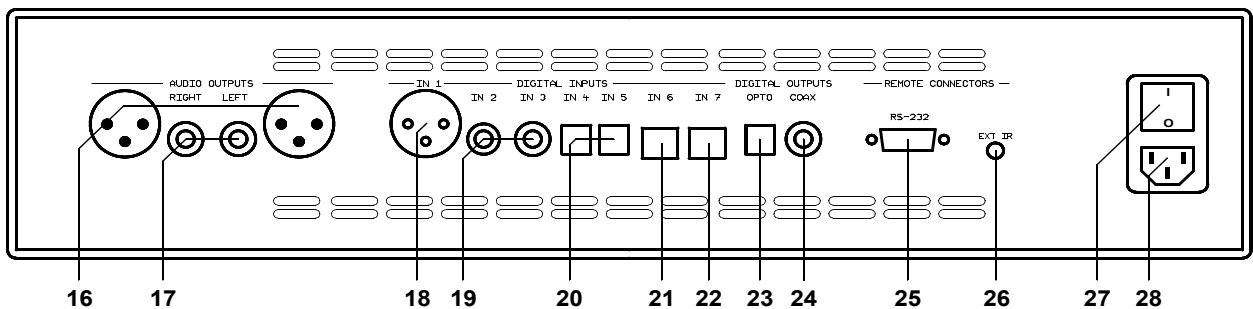 AUDIO OUTPUTS
RIGHT LEFT
IN 1 DIGITAL INPUTS
IN 2 IN 3 IN 4 IN 5 IN 6 IN 7
DIGITAL OUTPUTS
OPTO COAX
REMOTE CONNECTORS
RS-232
EXT IR
I
O
16 17 18 19 20 21 22 23 24 25 26 27 28